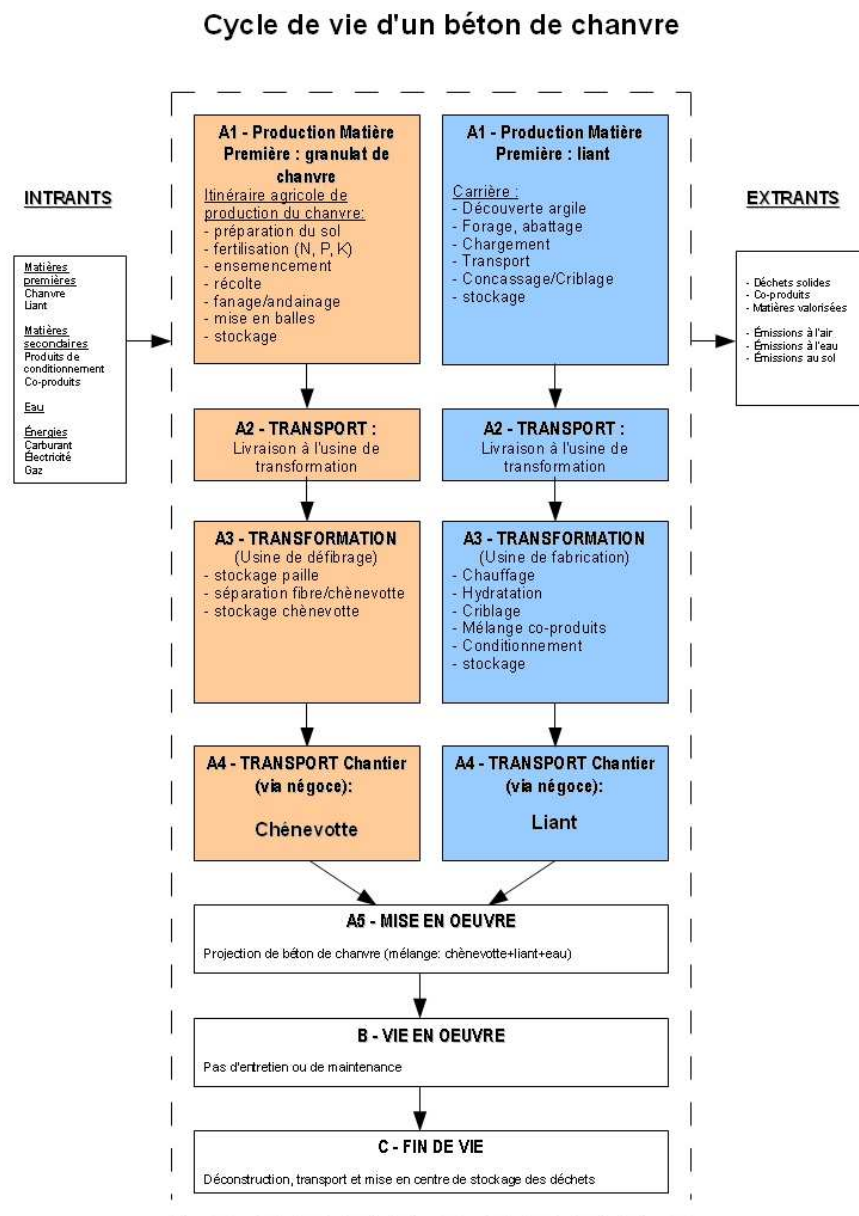 Cycle de vie d'un béton de chanvre
INTRANTS
Matières
premières
Chanvre
Liant
Matières
secondaires
Produits de
conditionnement
Co-produits
Eau
Énergies
Carburant
Électricité
Gaz
A1 - Production Matière
Première : granulat de
chanvre
Itinéraire agricole de
production du chanvre:
- préparation du sol
- fertilisation (N, P, K)
- ensemencement
- récolte
- fanage/andainage
- mise en balles
- stockage
A1 - Production Matière
Première : liant
Carrière :
- Découverte argile
- Forage, abattage
- Chargement
- Transport
- Concassage/Criblage
- stockage
EXTRANTS
- Déchets solides
- Co-produits
- Matières valorisées
- Émissions à l'air
- Émissions à l'eau
- Émissions au sol
A2 - TRANSPORT :
Livraison à l'usine de
transformation
A2 - TRANSPORT :
Livraison à l'usine de
transformation
A3 - TRANSFORMATION
(Usine de défibrage)
- stockage paille
- séparation fibre/chènevotte
- stockage chènevotte
A3 - TRANSFORMATION
(Usine de fabrication)
- Chauffage
- Hydratation
- Criblage
- Mélange co-produits
- Conditionnement
- stockage
A4 - TRANSPORT Chantier
(via négoce):
Chénevotte
A4 - TRANSPORT Chantier
(via négoce):
Liant
A5 - MISE EN OEUVRE
Projection de béton de chanvre (mélange: chènevotte+liant+eau)
B - VIE EN OEUVRE
Pas d'entretien ou de maintenance
C - FIN DE VIE
Déconstruction, transport et mise en centre de stockage des déchets